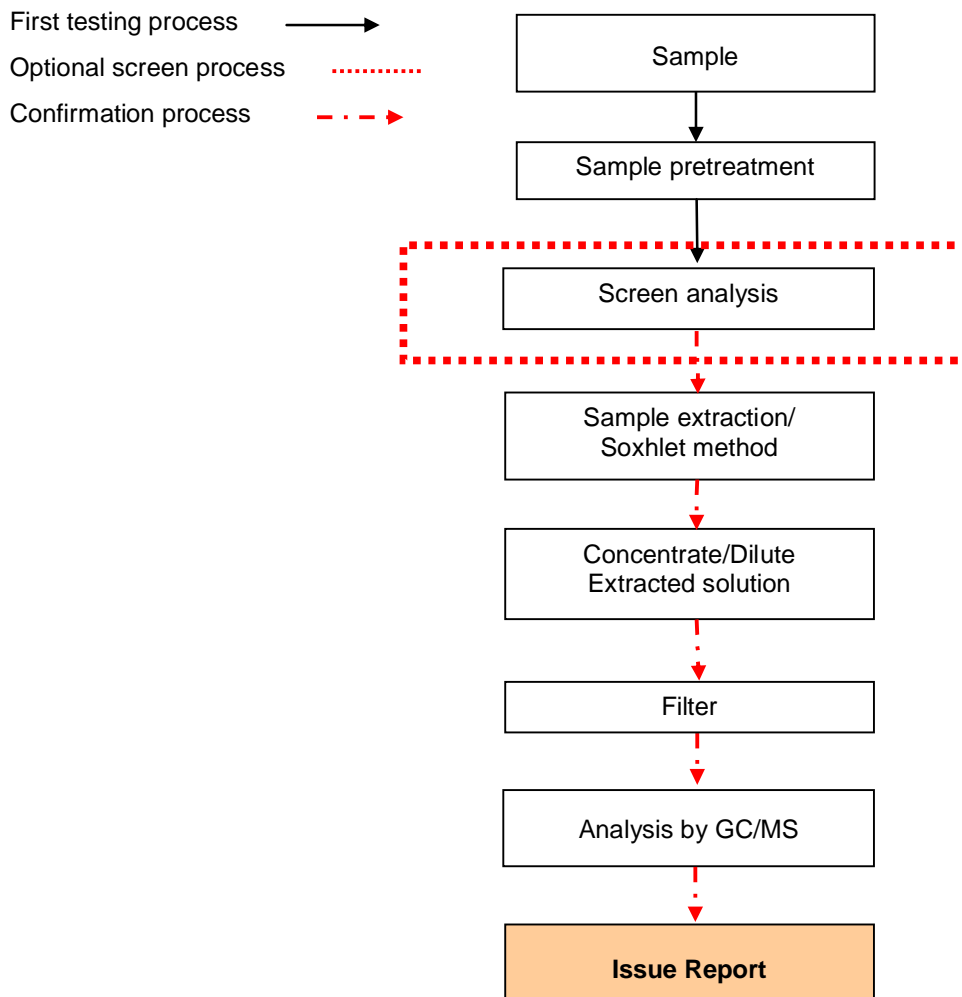 First testing process
Optional screen process
Confirmation process
Sample
Sample pretreatment
Screen analysis
Sample extraction/
Soxhlet method
Concentrate/Dilute
Extracted solution
Filter
Analysis by GC/MS
Issue Report